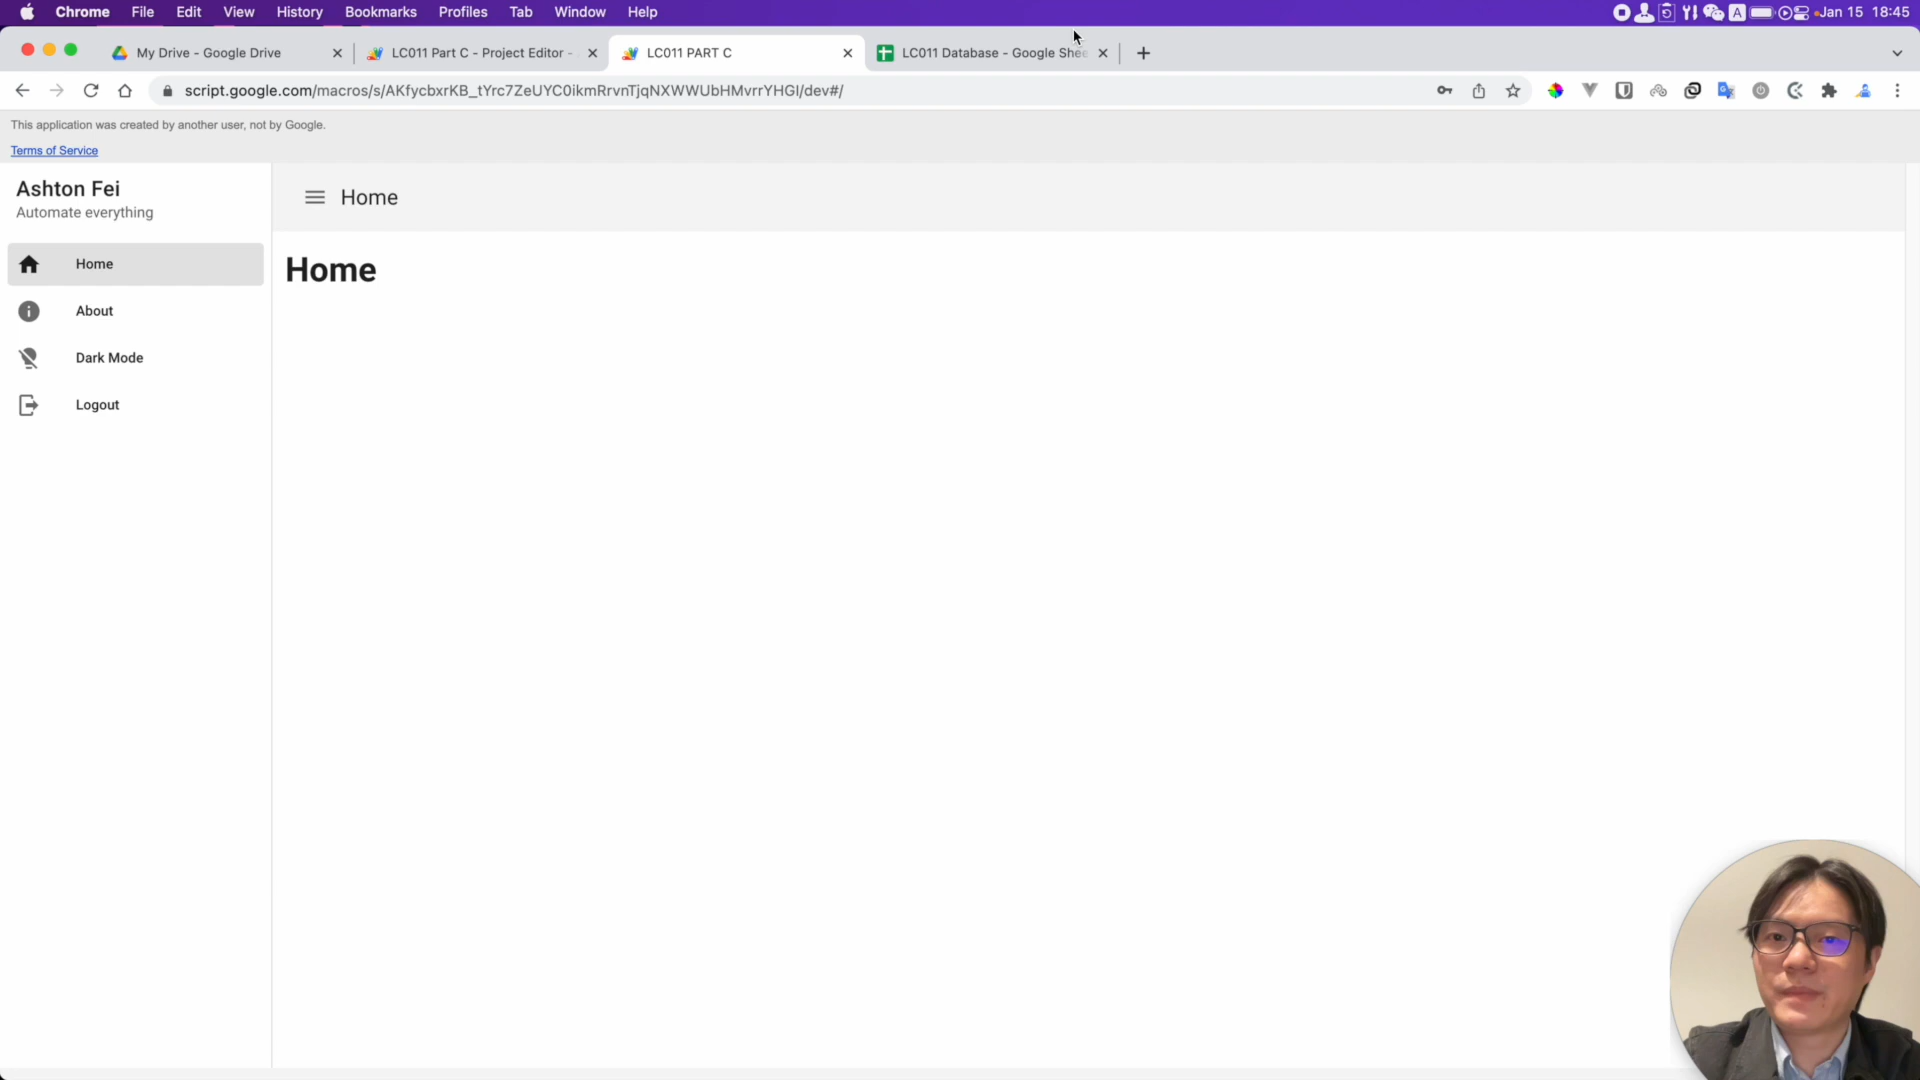 Chrome File Edit View History Bookmarks Profiles Tab Window Help
A Jan 15 18:45
My Drive - Google Drive
LC011 Part C - Project Editor -
LC011 PART C
LC011 Database - Google Shee
script.google.com/macros/s/AKfycbxrKB_tYrc7ZeUYC0ikmRrvnTjqNXWWUbHMvrrYHGI/dev#/
This application was created by another user, not by Google.
Terms of Service
Ashton Fei
Automate everything
Home
About
Dark Mode
Logout
Home
Home